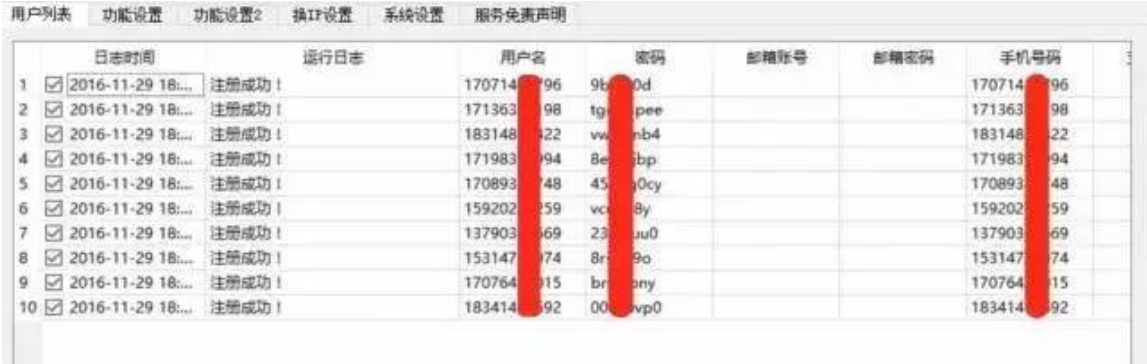 用户列表 功能设置 功能设置2 换IP设置 系统设置 服务免责声明
日志时间 运行日志 用户名 密码 邮箱账号 邮箱密码 手机号码
1 2016-11-29 18:... 注册成功! 170714 96 9b 0d 170714 96
2 2016-11-29 18:... 注册成功! 171363 98 tg pee 171363 98
3 2016-11-29 18:... 注册成功! 183148 422 vw nb4 183148 22
4 2016-11-29 18:... 注册成功! 171983 094 8e jbp 171983 94
5 2016-11-29 18:... 注册成功! 170893 748 45 0cy 170893 48
6 2016-11-29 18:... 注册成功! 159202 259 vc 8y 159202 59
7 2016-11-29 18:... 注册成功! 137903 569 23 uu0 137903 69
8 2016-11-29 18:... 注册成功! 153147 074 8r 9o 153147 74
9 2016-11-29 18:... 注册成功! 170764 015 br ony 170764 15
10 2016-11-29 18:... 注册成功! 183414 92 00 vp0 183414 92